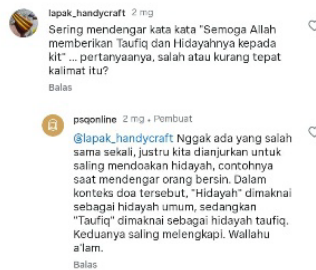 lapak_handycraft 2 mg
Sering mendengar kata kata "Semoga Allah
memberikan Taufiq dan Hidayahnya kepada
kit" ... pertanyaanya, salah atau kurang tepat
kalimat itu?
Balas
psqonline 2 mg • Pembuat
@lapak_handycraft Nggak ada yang salah
sama sekali, justru kita dianjurkan untuk
saling mendoakan hidayah, contohnya
saat mendengar orang bersin. Dalam
konteks doa tersebut, "Hidayah" dimaknai
sebagai hidayah umum, sedangkan
"Taufiq" dimaknai sebagai hidayah taufiq.
Keduanya saling melengkapi. Wallahu
a'lam.
Balas